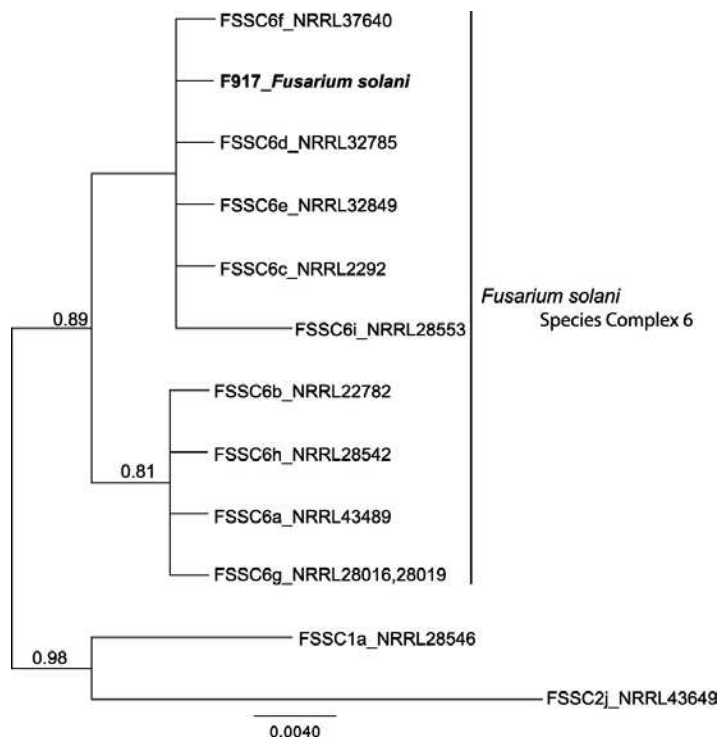 FSSC6f_NRRL37640
F917_Fusarium solani
FSSC6d_NRRL32785
FSSC6e_NRRL32849
FSSC6c_NRRL2292
Fusarium solani
Species Complex 6
0.89
FSSC6i_NRRL28553
FSSC6b_NRRL22782
FSSC6h_NRRL28542
0.81
FSSC6a_NRRL43489
FSSC6g_NRRL28016,28019
FSSC1a_NRRL28546
0.98
FSSC2j_NRRL43649
0.0040